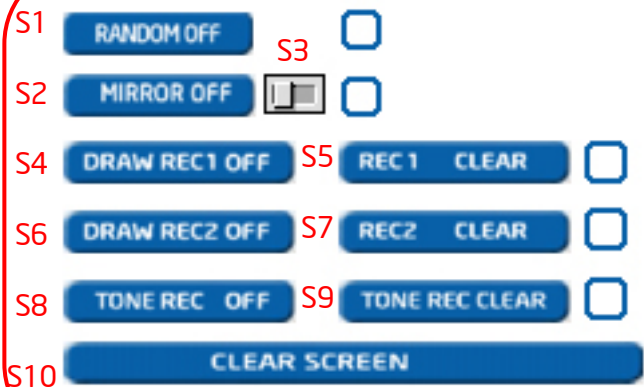 S1 RANDOM OFF
S3
S2 MIRROR OFF
S4 DRAW REC1 OFF S5 REC 1 CLEAR
S6 DRAW REC2 OFF S7 REC2 CLEAR
S8 TONE REC OFF S9 TONE REC CLEAR
S10 CLEAR SCREEN